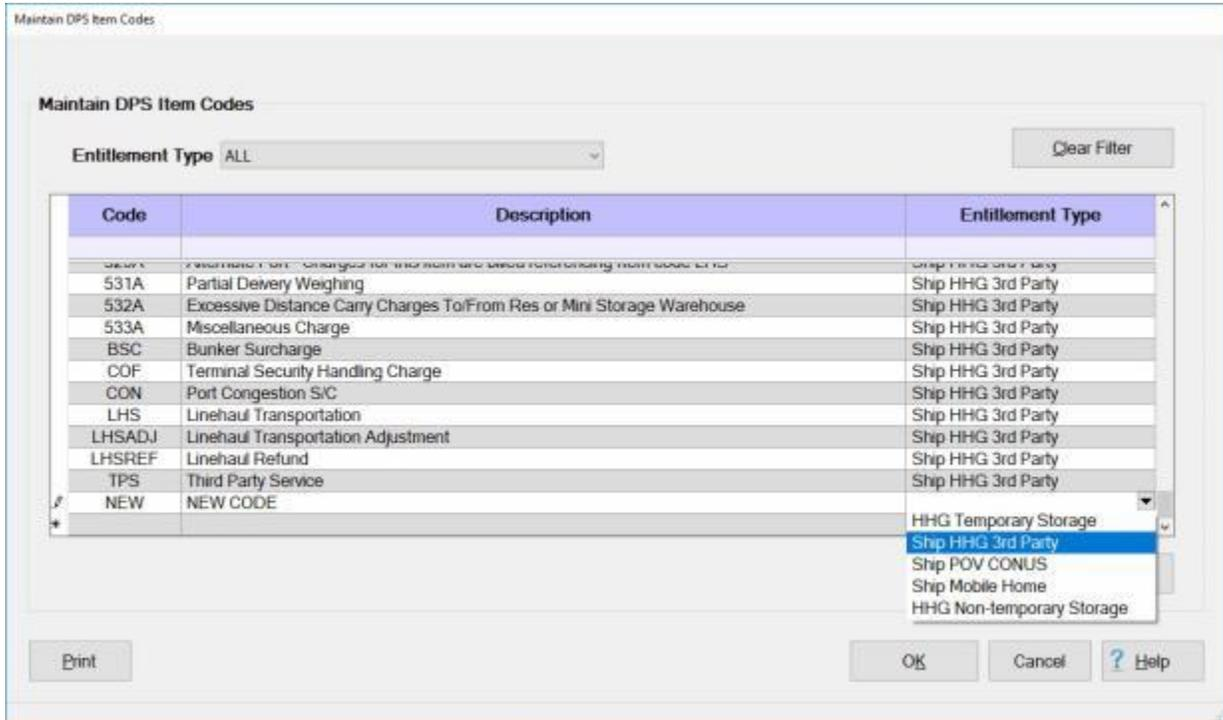 Maintain DPS Item Codes
Maintain DPS Item Codes
Entitlement Type ALL
Clear Filter
Code Description Entitlement Type
531A Partial Deivery Weighing Ship HHG 3rd Party
532A Excessive Distance Carry Charges To/From Res or Mini Storage Warehouse Ship HHG 3rd Party
533A Miscellaneous Charge Ship HHG 3rd Party
BSC Bunker Surcharge Ship HHG 3rd Party
COF Terminal Security Handling Charge Ship HHG 3rd Party
CON Port Congestion S/C Ship HHG 3rd Party
LHS Linehaul Transportation Ship HHG 3rd Party
LHSADJ Linehaul Transportation Adjustment Ship HHG 3rd Party
LHSREF Linehaul Refund Ship HHG 3rd Party
TPS Third Party Service Ship HHG 3rd Party
NEW NEW CODE
HHG Temporary Storage
Ship HHG 3rd Party
Ship POV CONUS
Ship Mobile Home
HHG Non-temporary Storage
Print OK Cancel ? Help